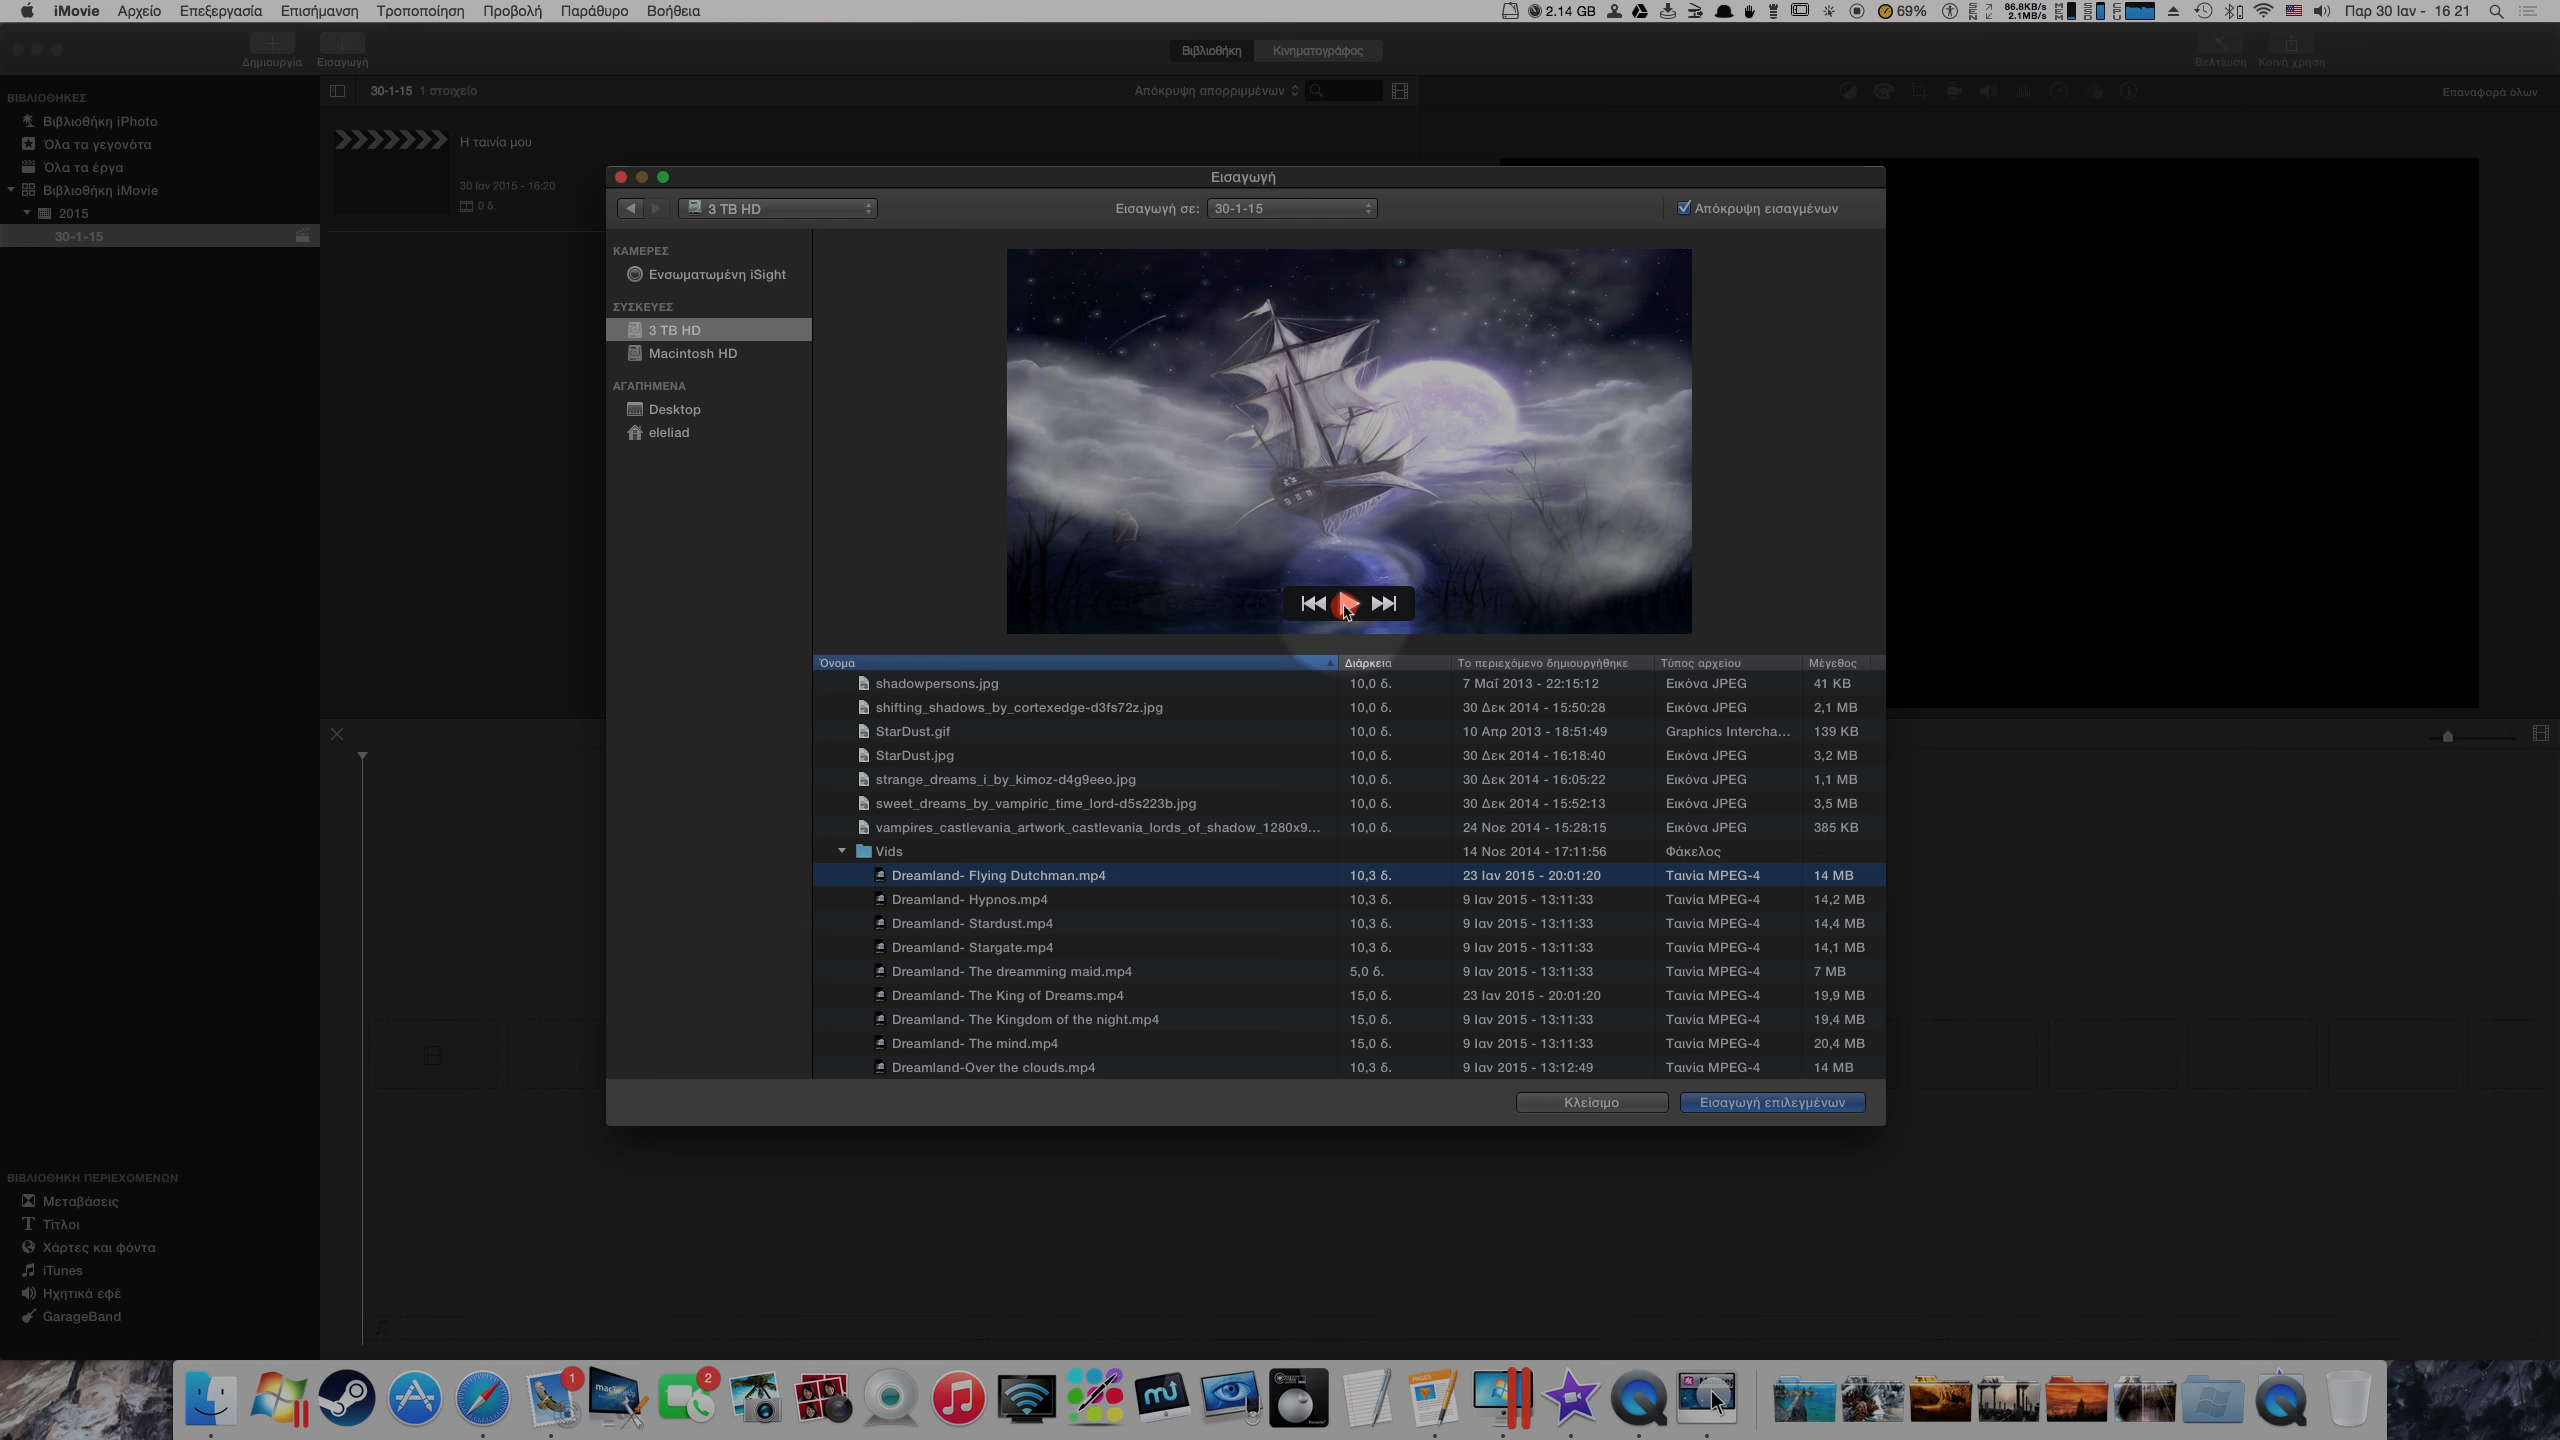 iMovie Αρχείο Επεξεργασία Επισήμανση Τροποποίηση Προβολή Παράθυρο Βοήθεια 2.14 GB 69% 86.8KB/s 2.1MB/s Παρ 30 Ιαν - 16 21
Δημιουργία Εισαγωγή Βιβλιοθήκη Κινηματογράφος Βελτίωση Κοινή χρήση
ΒΙΒΛΙΟΘΗΚΕΣ
Βιβλιοθήκη iPhoto
Όλα τα γεγονότα
Όλα τα έργα
Βιβλιοθήκη iMovie
2015
30-1-15
30-1-15 1 στοιχείο Απόκρυψη απορριμμένων Επαναφορά όλων
Η ταινία μου
30 Ιαν 2015 - 16:20
0 δ.
Εισαγωγή
3 TB HD Εισαγωγή σε: 30-1-15 Απόκρυψη εισαγμένων
ΚΑΜΕΡΕΣ
Ενσωματωμένη iSight
ΣΥΣΚΕΥΕΣ
3 TB HD
Macintosh HD
ΑΓΑΠΗΜΕΝΑ
Desktop
eleliad
Όνομα Διάρκεια Το περιεχόμενο δημιουργήθηκε Τύπος αρχείου Μέγεθος
shadowpersons.jpg 10,0 δ. 7 Μαΐ 2013 - 22:15:12 Εικόνα JPEG 41 KB
shifting_shadows_by_cortexedge-d3fs72z.jpg 10,0 δ. 30 Δεκ 2014 - 15:50:28 Εικόνα JPEG 2,1 MB
StarDust.gif 10,0 δ. 10 Απρ 2013 - 18:51:49 Graphics Intercha... 139 KB
StarDust.jpg 10,0 δ. 30 Δεκ 2014 - 16:18:40 Εικόνα JPEG 3,2 MB
strange_dreams_i_by_kimoz-d4g9eeo.jpg 10,0 δ. 30 Δεκ 2014 - 16:05:22 Εικόνα JPEG 1,1 MB
sweet_dreams_by_vampiric_time_lord-d5s223b.jpg 10,0 δ. 30 Δεκ 2014 - 15:52:13 Εικόνα JPEG 3,5 MB
vampires_castlevania_artwork_castlevania_lords_of_shadow_1280x9... 10,0 δ. 24 Νοε 2014 - 15:28:15 Εικόνα JPEG 385 KB
Vids 14 Νοε 2014 - 17:11:56 Φάκελος
Dreamland- Flying Dutchman.mp4 10,3 δ. 23 Ιαν 2015 - 20:01:20 Ταινία MPEG-4 14 MB
Dreamland- Hypnos.mp4 10,3 δ. 9 Ιαν 2015 - 13:11:33 Ταινία MPEG-4 14,2 MB
Dreamland- Stardust.mp4 10,3 δ. 9 Ιαν 2015 - 13:11:33 Ταινία MPEG-4 14,4 MB
Dreamland- Stargate.mp4 10,3 δ. 9 Ιαν 2015 - 13:11:33 Ταινία MPEG-4 14,1 MB
Dreamland- The dreamming maid.mp4 5,0 δ. 9 Ιαν 2015 - 13:11:33 Ταινία MPEG-4 7 MB
Dreamland- The King of Dreams.mp4 15,0 δ. 23 Ιαν 2015 - 20:01:20 Ταινία MPEG-4 19,9 MB
Dreamland- The Kingdom of the night.mp4 15,0 δ. 9 Ιαν 2015 - 13:11:33 Ταινία MPEG-4 19,4 MB
Dreamland- The mind.mp4 15,0 δ. 9 Ιαν 2015 - 13:11:33 Ταινία MPEG-4 20,4 MB
Dreamland-Over the clouds.mp4 10,3 δ. 9 Ιαν 2015 - 13:12:49 Ταινία MPEG-4 14 MB
Κλείσιμο Εισαγωγή επιλεγμένων
ΒΙΒΛΙΟΘΗΚΗ ΠΕΡΙΕΧΟΜΕΝΩΝ
Μεταβάσεις
Τίτλοι
Χάρτες και φόντα
iTunes
Ηχητικά εφέ
GarageBand
1 2